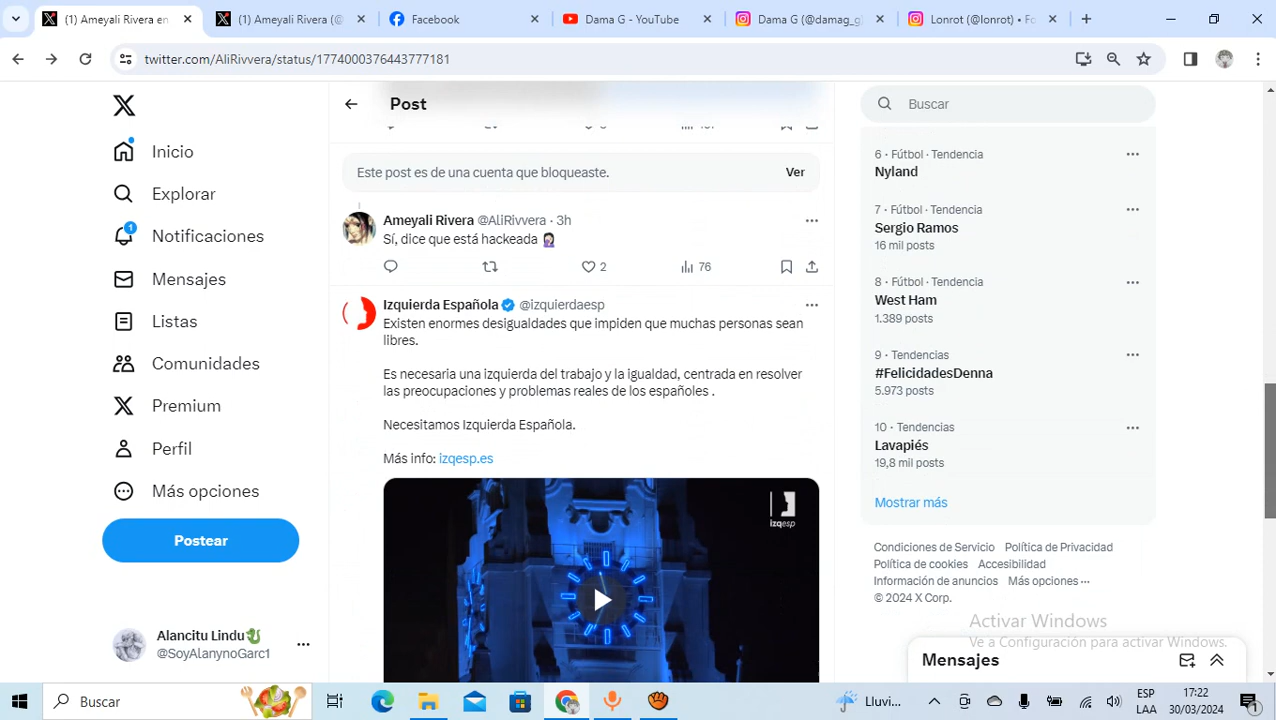 (1) Ameyali Rivera en
(1) Ameyali Rivera (@
Facebook
Dama G - YouTube
Dama G (@damag_g
Lonrot (@lonrot) • Fo
twitter.com/AliRivvera/status/1774000376443777181
Post
Buscar
Inicio
Explorar
1
Notificaciones
Mensajes
Listas
Comunidades
Premium
Perfil
Más opciones
Postear
Alancitu Lindu
@SoyAlanynoGarc1
Este post es de una cuenta que bloqueaste.
Ver
Ameyali Rivera @AliRivvera · 3h
Sí, dice que está hackeada
2
76
Izquierda Española @izquierdaesp
Existen enormes desigualdades que impiden que muchas personas sean
libres.
Es necesaria una izquierda del trabajo y la igualdad, centrada en resolver
las preocupaciones y problemas reales de los españoles .
Necesitamos Izquierda Española.
Más info: izqesp.es
izqesp
6 · Fútbol · Tendencia
Nyland
7 · Fútbol · Tendencia
Sergio Ramos
16 mil posts
8 · Fútbol · Tendencia
West Ham
1.389 posts
9 · Tendencias
#FelicidadesDenna
5.973 posts
10 · Tendencias
Lavapiés
19,8 mil posts
Mostrar más
Condiciones de Servicio Política de Privacidad
Política de cookies Accesibilidad
Información de anuncios Más opciones ···
© 2024 X Corp.
Activar Windows
Ve a Configuración para activar Windows.
Mensajes
Buscar
Lluvi...
ESP
LAA
17:22
30/03/2024
1